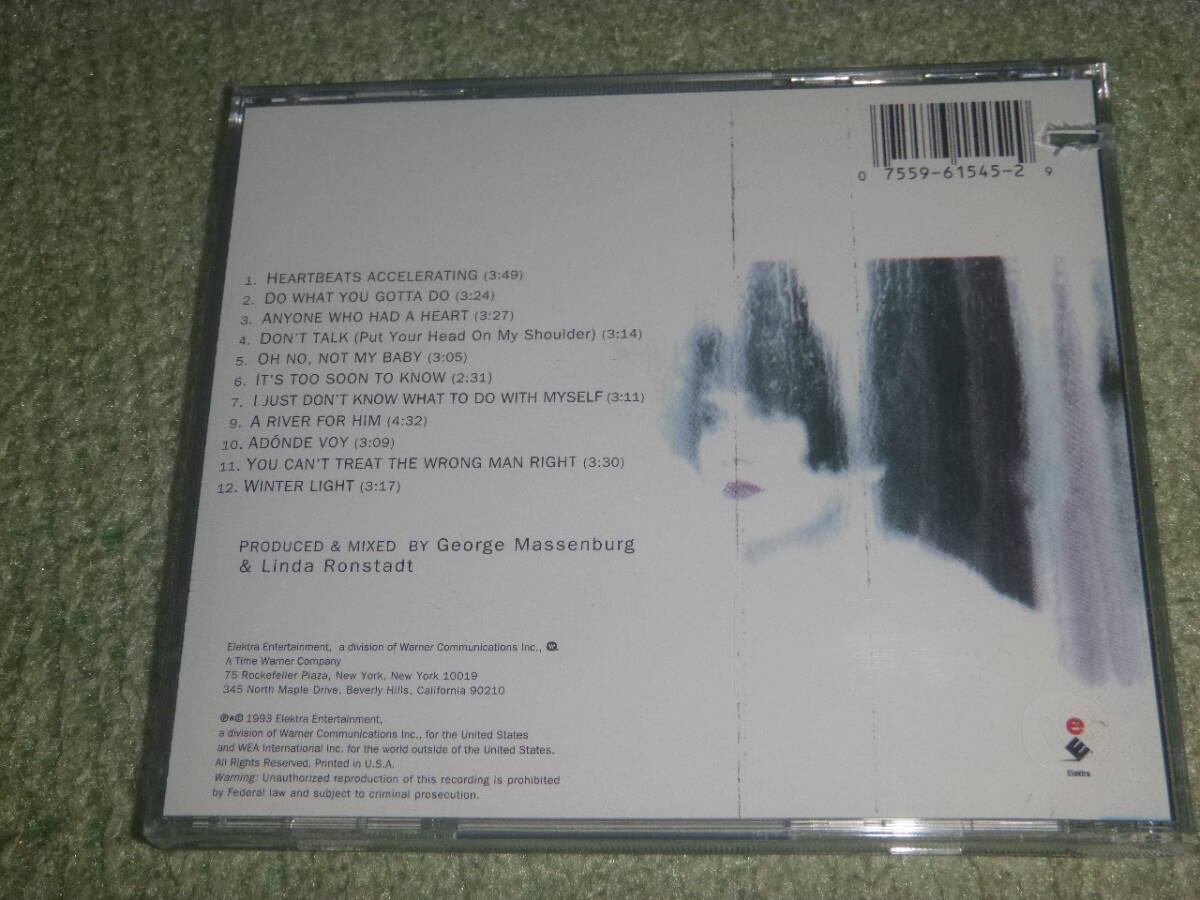 0 7559-61545-2 9
1. HEARTBEATS ACCELERATING (3:49)
2. DO WHAT YOU GOTTA DO (3:24)
3. ANYONE WHO HAD A HEART (3:27)
4. DON'T TALK (Put Your Head On My Shoulder) (3:14)
5. OH NO, NOT MY BABY (3:05)
6. IT'S TOO SOON TO KNOW (2:31)
7. I JUST DON'T KNOW WHAT TO DO WITH MYSELF (3:11)
9. A RIVER FOR HIM (4:32)
10. ADÓNDE VOY (3:09)
11. YOU CAN'T TREAT THE WRONG MAN RIGHT (3:30)
12. WINTER LIGHT (3:17)
PRODUCED & MIXED BY George Massenburg
& Linda Ronstadt
Elektra Entertainment, a division of Warner Communications Inc.,
A Time Warner Company
75 Rockefeller Plaza, New York, New York 10019
345 North Maple Drive, Beverly Hills, California 90210
℗&© 1993 Elektra Entertainment,
a division of Warner Communications Inc., for the United States
and WEA International Inc. for the world outside of the United States.
All Rights Reserved. Printed in U.S.A.
Warning: Unauthorized reproduction of this recording is prohibited
by Federal law and subject to criminal prosecution.
e
Elektra